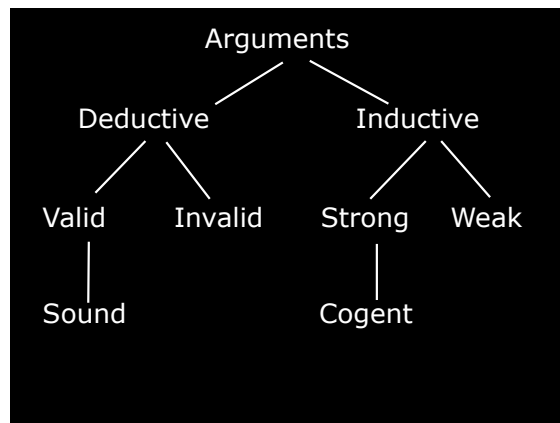 Arguments
Deductive Inductive
Valid Invalid Strong Weak
Sound Cogent